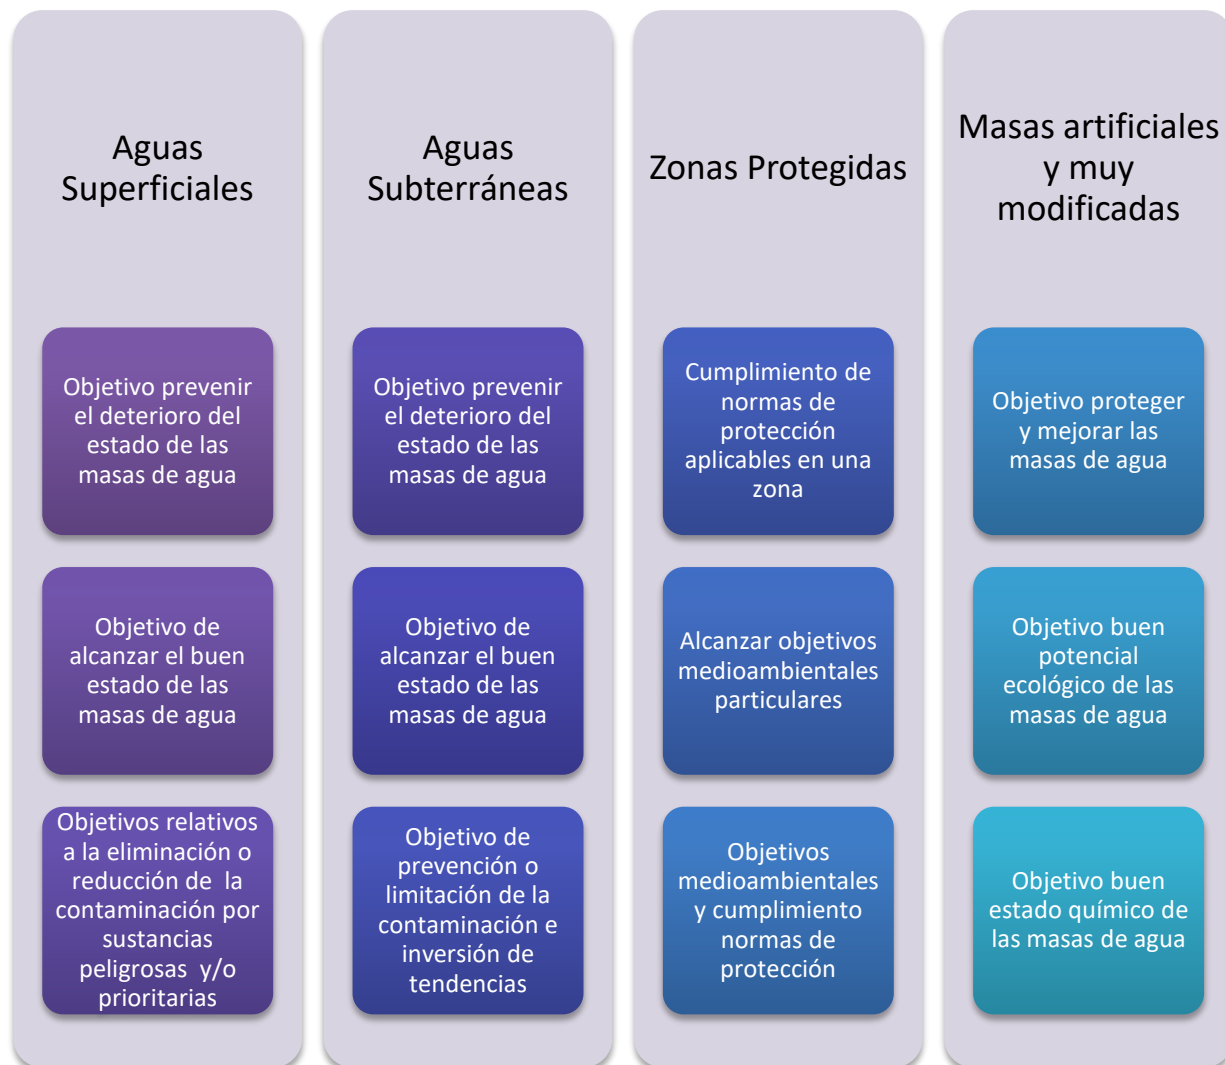 Aguas
Superficiales
Objetivo prevenir
el deterioro del
estado de las
masas de agua
Objetivo de
alcanzar el buen
estado de las
masas de agua
Objetivos relativos
a la eliminación o
reducción de la
contaminación por
sustancias
peligrosas y/o
prioritarias
Aguas
Subterráneas
Objetivo prevenir
el deterioro del
estado de las
masas de agua
Objetivo de
alcanzar el buen
estado de las
masas de agua
Objetivo de
prevención o
limitación de la
contaminación e
inversión de
tendencias
Zonas Protegidas
Cumplimiento de
normas de
protección
aplicables en una
zona
Alcanzar objetivos
medioambientales
particulares
Objetivos
medioambientales
y cumplimiento
normas de
protección
Masas artificiales
y muy
modificadas
Objetivo proteger
y mejorar las
masas de agua
Objetivo buen
potencial
ecológico de las
masas de agua
Objetivo buen
estado químico de
las masas de agua